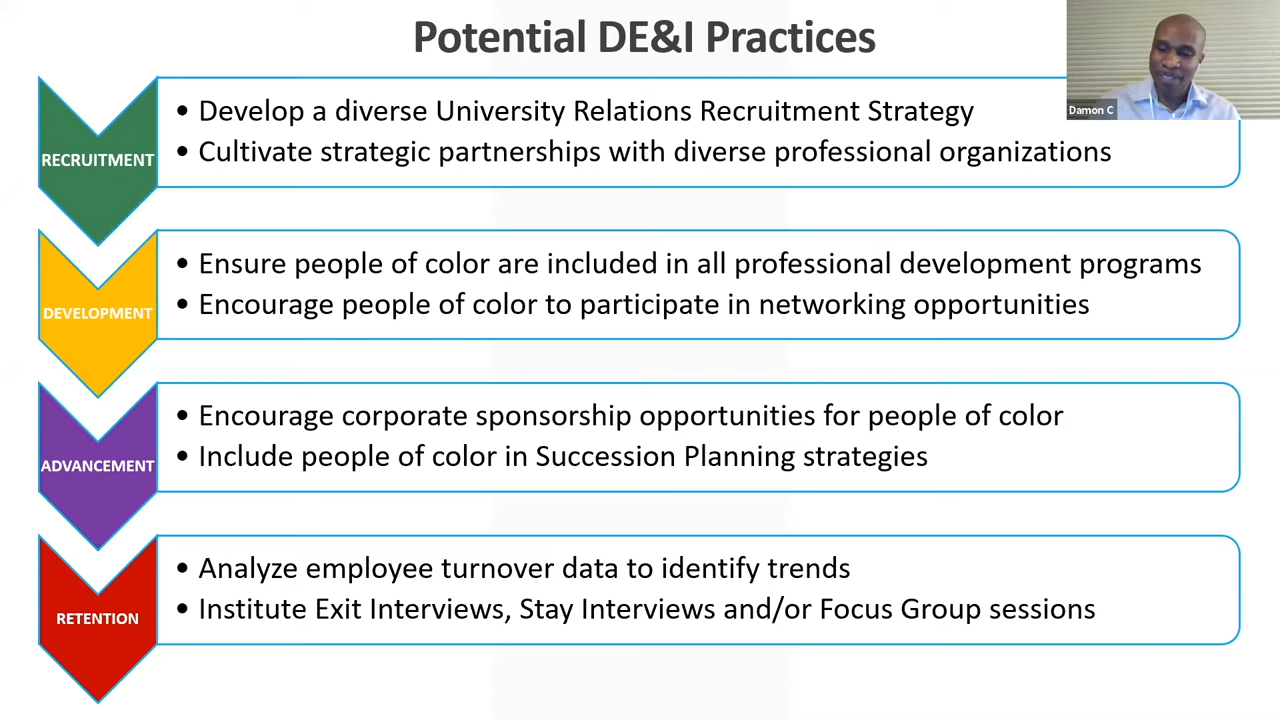 Potential DE&I Practices
Damon C
RECRUITMENT
• Develop a diverse University Relations Recruitment Strategy
• Cultivate strategic partnerships with diverse professional organizations
DEVELOPMENT
• Ensure people of color are included in all professional development programs
• Encourage people of color to participate in networking opportunities
ADVANCEMENT
• Encourage corporate sponsorship opportunities for people of color
• Include people of color in Succession Planning strategies
RETENTION
• Analyze employee turnover data to identify trends
• Institute Exit Interviews, Stay Interviews and/or Focus Group sessions